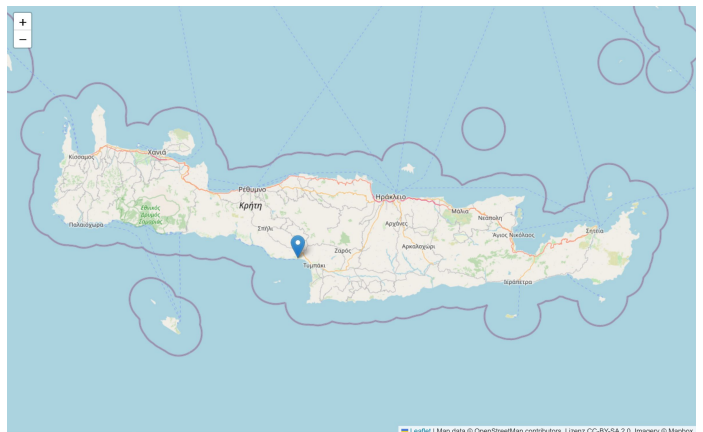 +
−
Κίσσαμος
Χανιά
Ρέθυμνο
Κρήτη
Ηράκλειο
Εθνικός
Δρυμός
Σαμαριάς
Παλαιόχωρα
Σπήλι
Αρχάνες
Μάλια
Νεάπολη
Άγιος Νικόλαος
Σητεία
Ζαρός
Αρκαλοχώρι
Τυμπάκι
Ιεράπετρα
Leaflet | Map data © OpenStreetMap contributors, Lizenz CC-BY-SA 2.0, Imagery © Mapbox